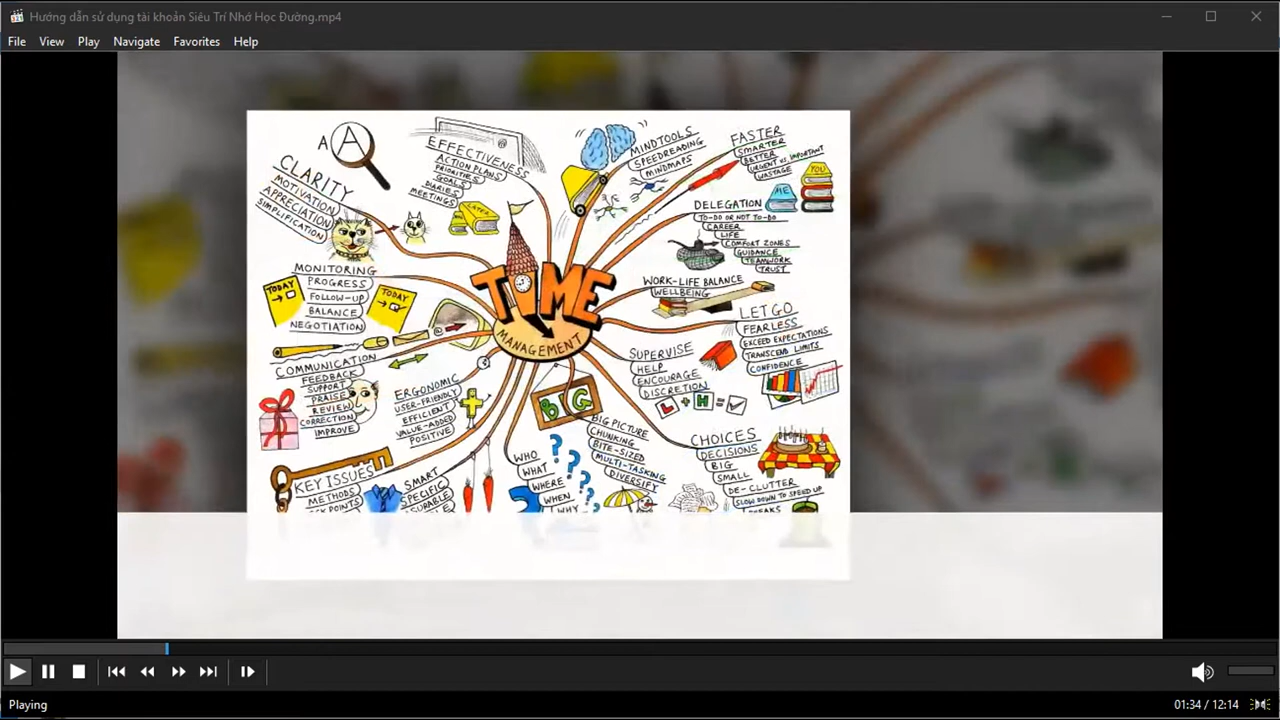 Hướng dẫn sử dụng tài khoản Siêu Trí Nhớ Học Đường.mp4
File View Play Navigate Favorites Help
A A
CLARITY
MOTIVATION
APPRECIATION
SIMPLIFICATION
EFFECTIVENESS
ACTION PLANS
PRIORITIES
GOALS
DIARIES
MEETINGS
LATER
MINDTOOLS
SPEEDREADING
MINDMAPS
FASTER
SMARTER
BETTER
URGENT VS. IMPORTANT
WASTAGE
YOU
ME
DELEGATION
TO-DO OR NOT TO-DO
CAREER
LIFE
COMFORT ZONES
GUIDANCE
TEAMWORK
TRUST
MONITORING
PROGRESS
FOLLOW-UP
BALANCE
NEGOTIATION
TODAY
TODAY
TIME
MANAGEMENT
WORK-LIFE BALANCE
WELLBEING
LET GO
FEARLESS
EXCEED EXPECTATIONS
TRANSCEND LIMITS
CONFIDENCE
COMMUNICATION
FEEDBACK
SUPPORT
PRAISE
REVIEW
CORRECTION
IMPROVE
ERGONOMIC
USER-FRIENDLY
EFFICIENT
VALUE-ADDED
POSITIVE
SUPERVISE
HELP
ENCOURAGE
DISCRETION
L + H =
BIG
BIG PICTURE
CHUNKING
BITE-SIZED
MULTI-TASKING
DIVERSIFY
CHOICES
DECISIONS
BIG
SMALL
DE-CLUTTER
SLOW DOWN TO SPEED UP
KEY ISSUES
METHODS
SMART
SPECIFIC
WHO
WHAT
WHERE
WHEN
WHY
Playing
01:34 / 12:14